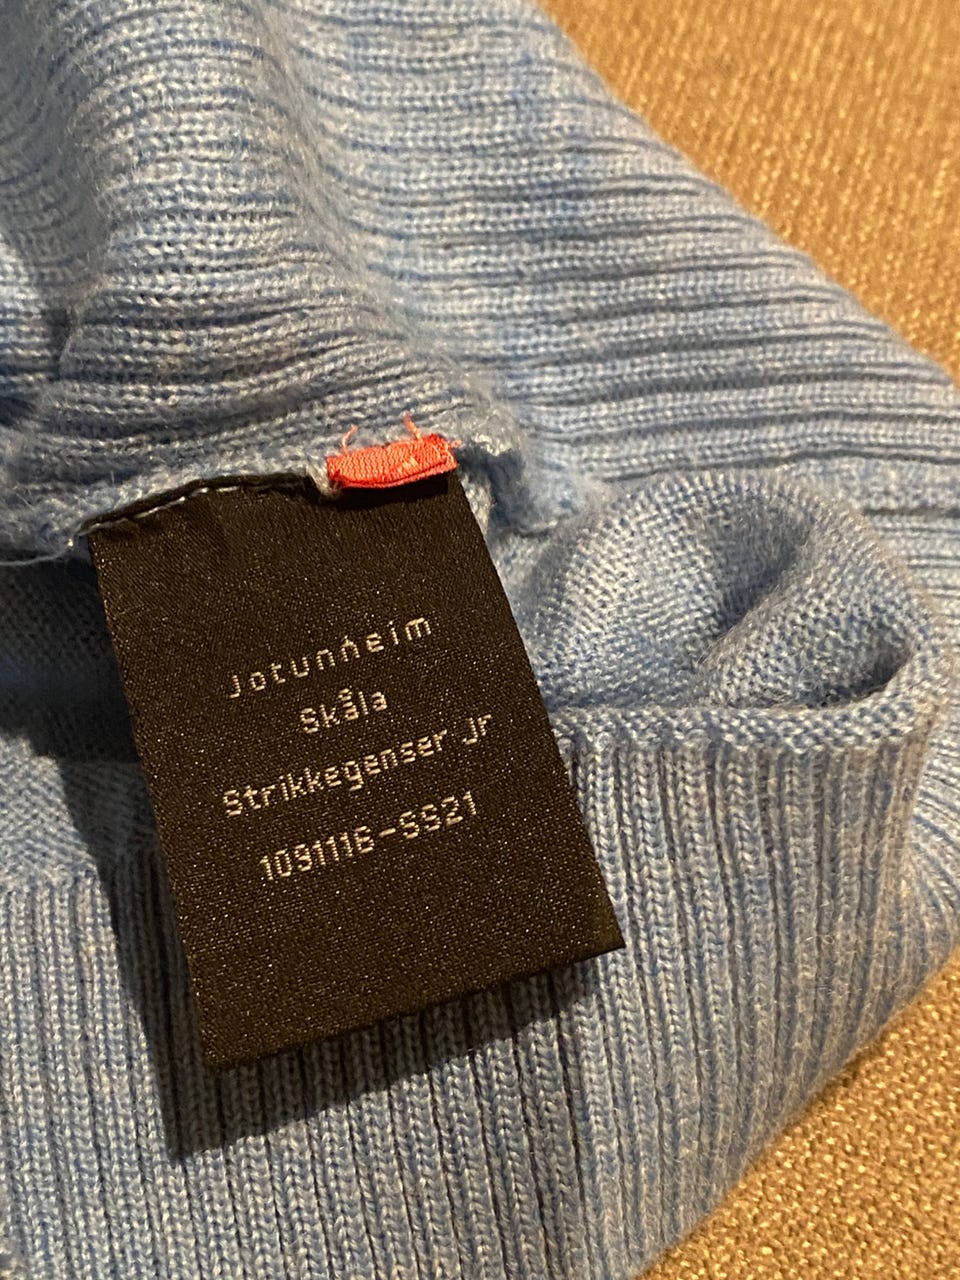 Jotunheim
Skåla
Strikkegenser Jr
1091116-SS21